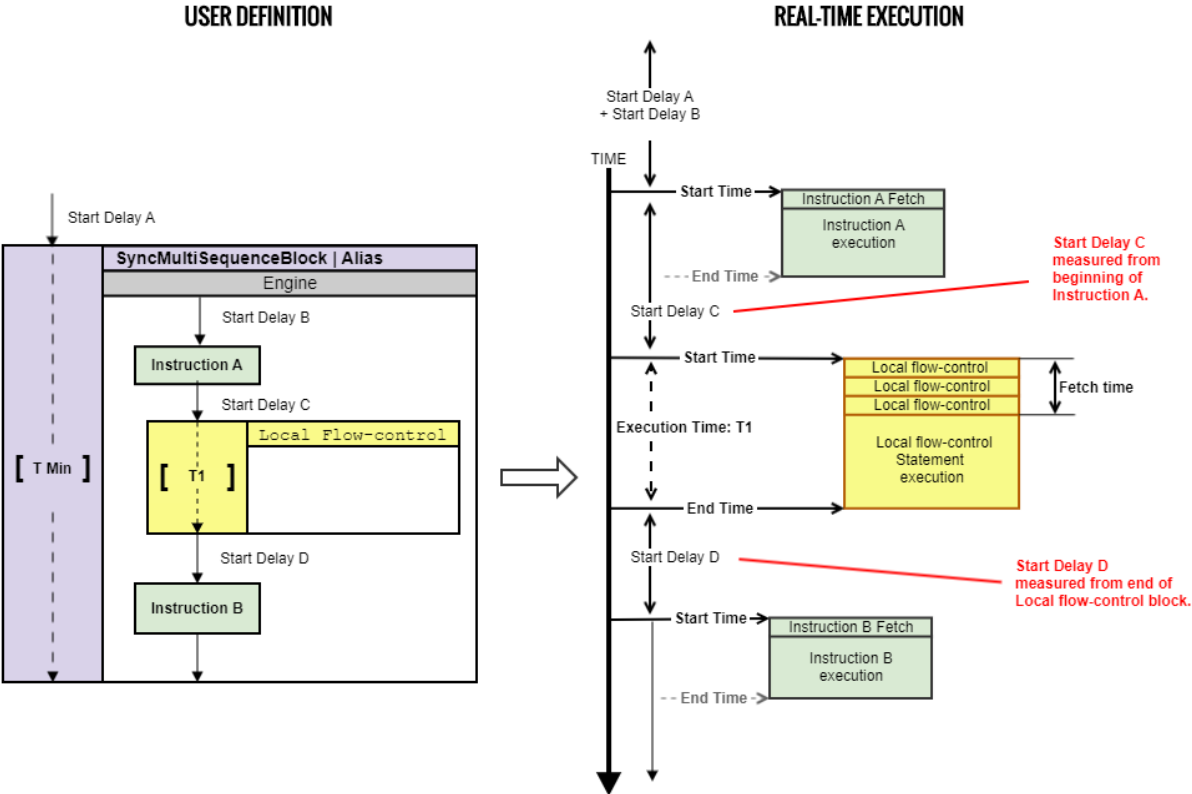 USER DEFINITION
Start Delay A
SyncMultiSequenceBlock | Alias
Engine
Start Delay B
Instruction A
Start Delay C
Local Flow-control
[ T Min ]
[ T1 ]
Start Delay D
Instruction B
REAL-TIME EXECUTION
Start Delay A
+ Start Delay B
TIME
Start Time
Instruction A Fetch
Instruction A
execution
End Time
Start Delay C
Start Delay C
measured from
beginning of
Instruction A.
Start Time
Local flow-control
Local flow-control
Local flow-control
Fetch time
Execution Time: T1
Local flow-control
Statement
execution
End Time
Start Delay D
Start Delay D
measured from end of
Local flow-control block.
Start Time
Instruction B Fetch
Instruction B
execution
End Time